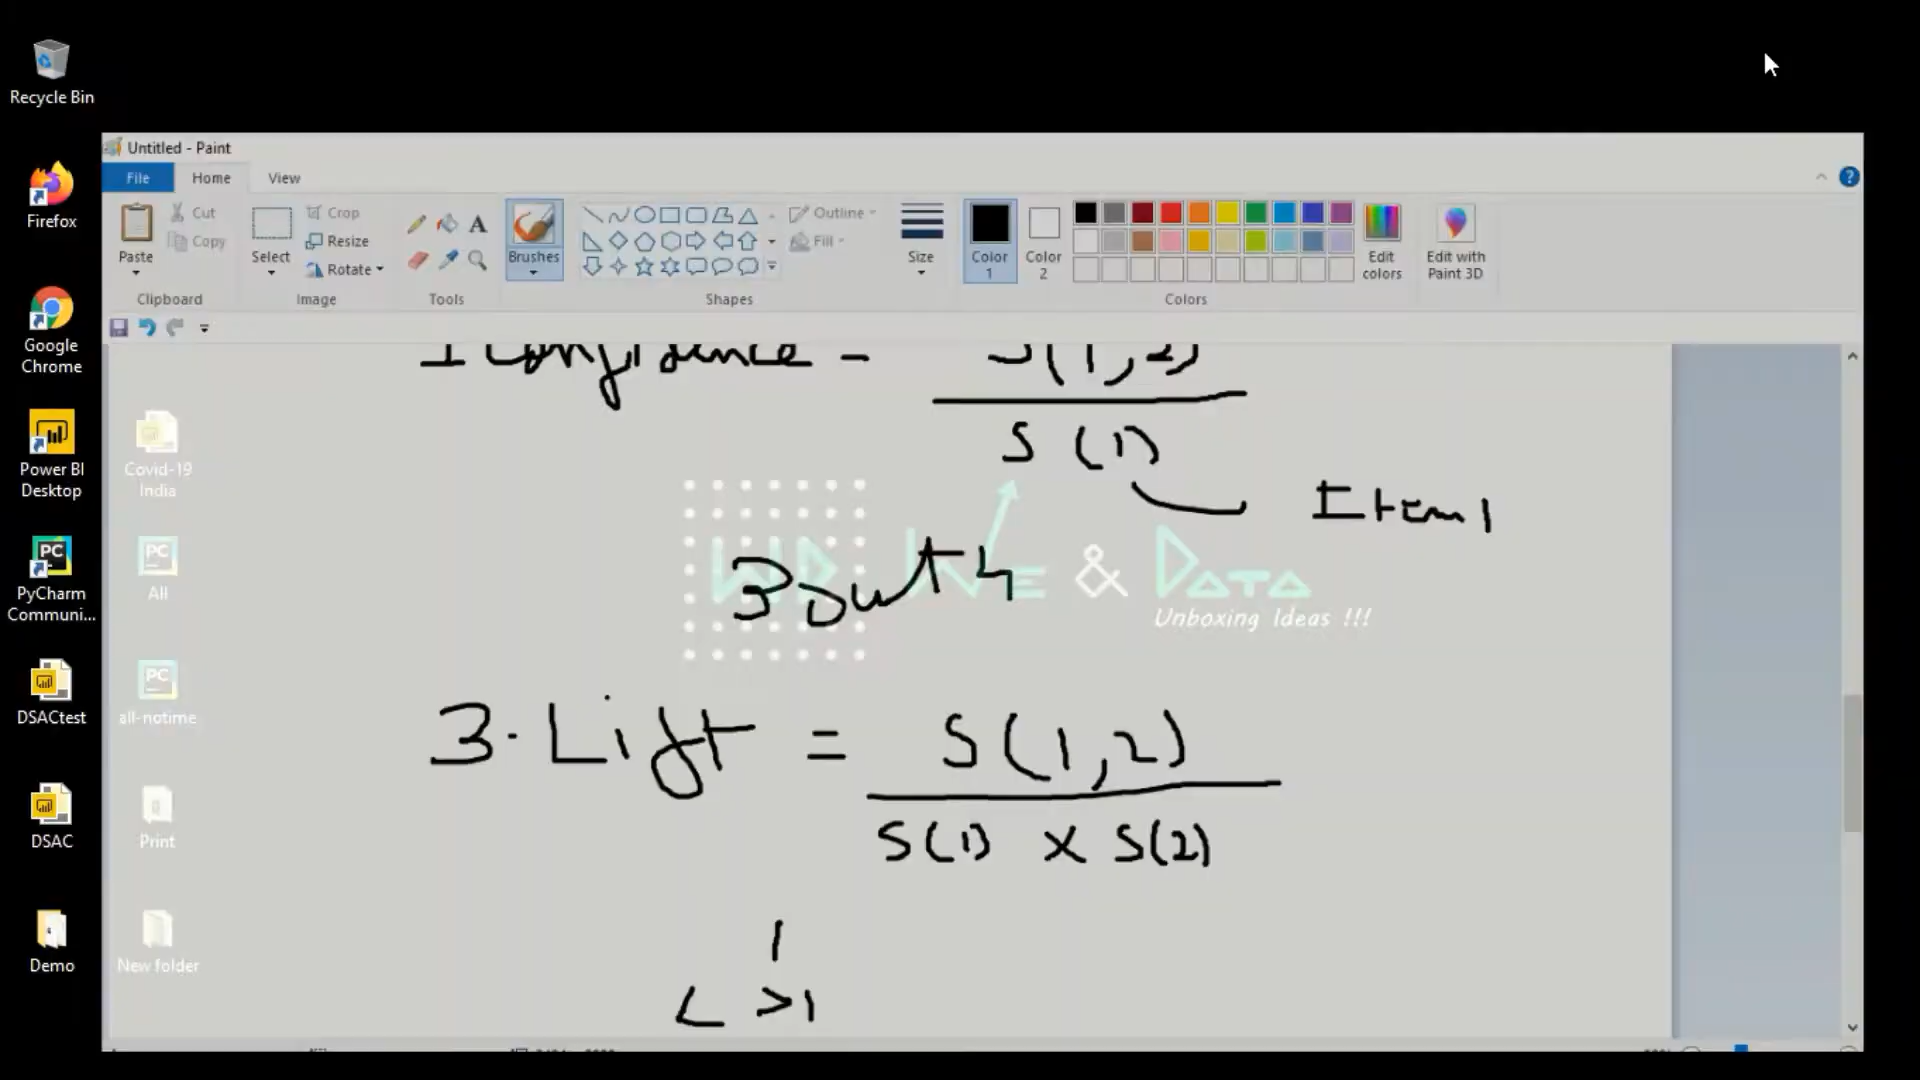 Recycle Bin
Firefox
Google Chrome
Power BI Desktop
PyCharm Communi...
DSACtest
DSAC
Demo
Untitled - Paint
File Home View
Paste Cut Copy Clipboard
Select Crop Resize Rotate Image
Tools
Brushes
Outline Fill Shapes
Size
Color 1 Color 2 Edit colors Colors
Edit with Paint 3D
Covid-19 India
All
all-notime
Print
New folder
Confidence - S(1,2)
S (1)
Item 1
& Data
Unboxing Ideas !!!
3. Lift = S(1,2)
S(1) x S(2)
1
L >1